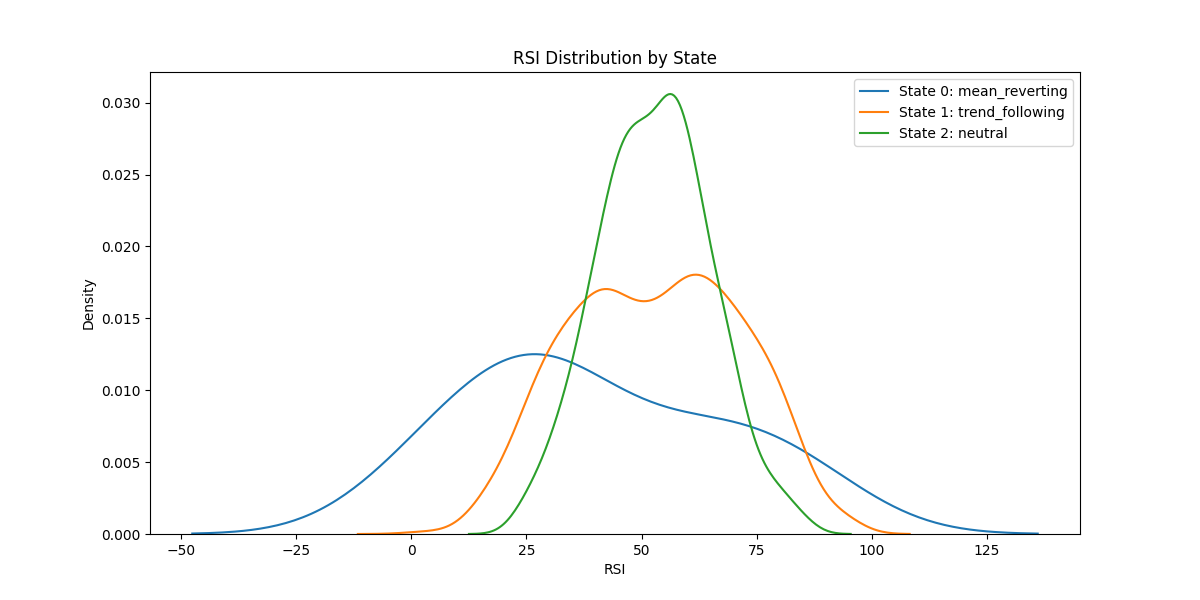 RSI Distribution by State
State 0: mean_reverting
State 1: trend_following
State 2: neutral
0.030
0.025
0.020
0.015
0.010
0.005
0.000
Density
−50
−25
0
25
50
75
100
125
RSI